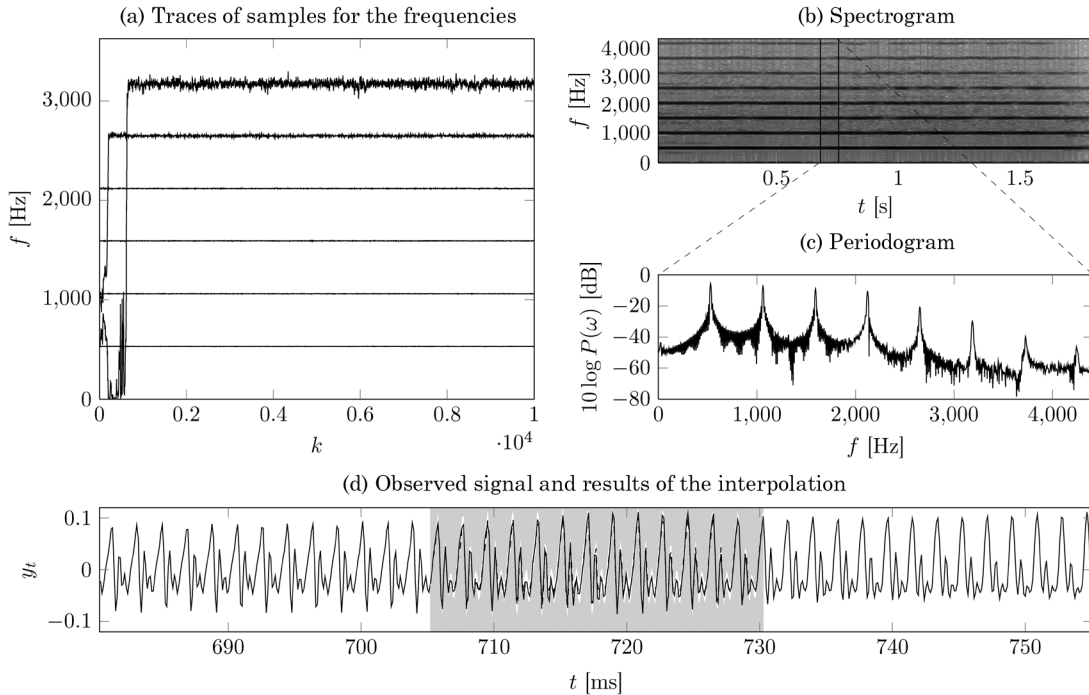 (a) Traces of samples for the frequencies
3,000
2,000
1,000
0
f [Hz]
0 0.2 0.4 0.6 0.8 1
k
·10⁴
(b) Spectrogram
4,000
3,000
2,000
1,000
0
f [Hz]
0.5 1 1.5
t [s]
(c) Periodogram
0
−20
−40
−60
−80
10 log P(ω) [dB]
0 1,000 2,000 3,000 4,000
f [Hz]
(d) Observed signal and results of the interpolation
0.1
0
−0.1
y_t
690 700 710 720 730 740 750
t [ms]